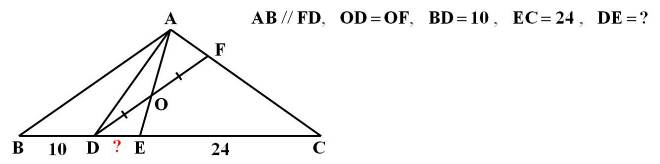 AB // FD, OD = OF, BD = 10 , EC = 24 , DE = ?
A
F
O
B 10 D ? E 24 C